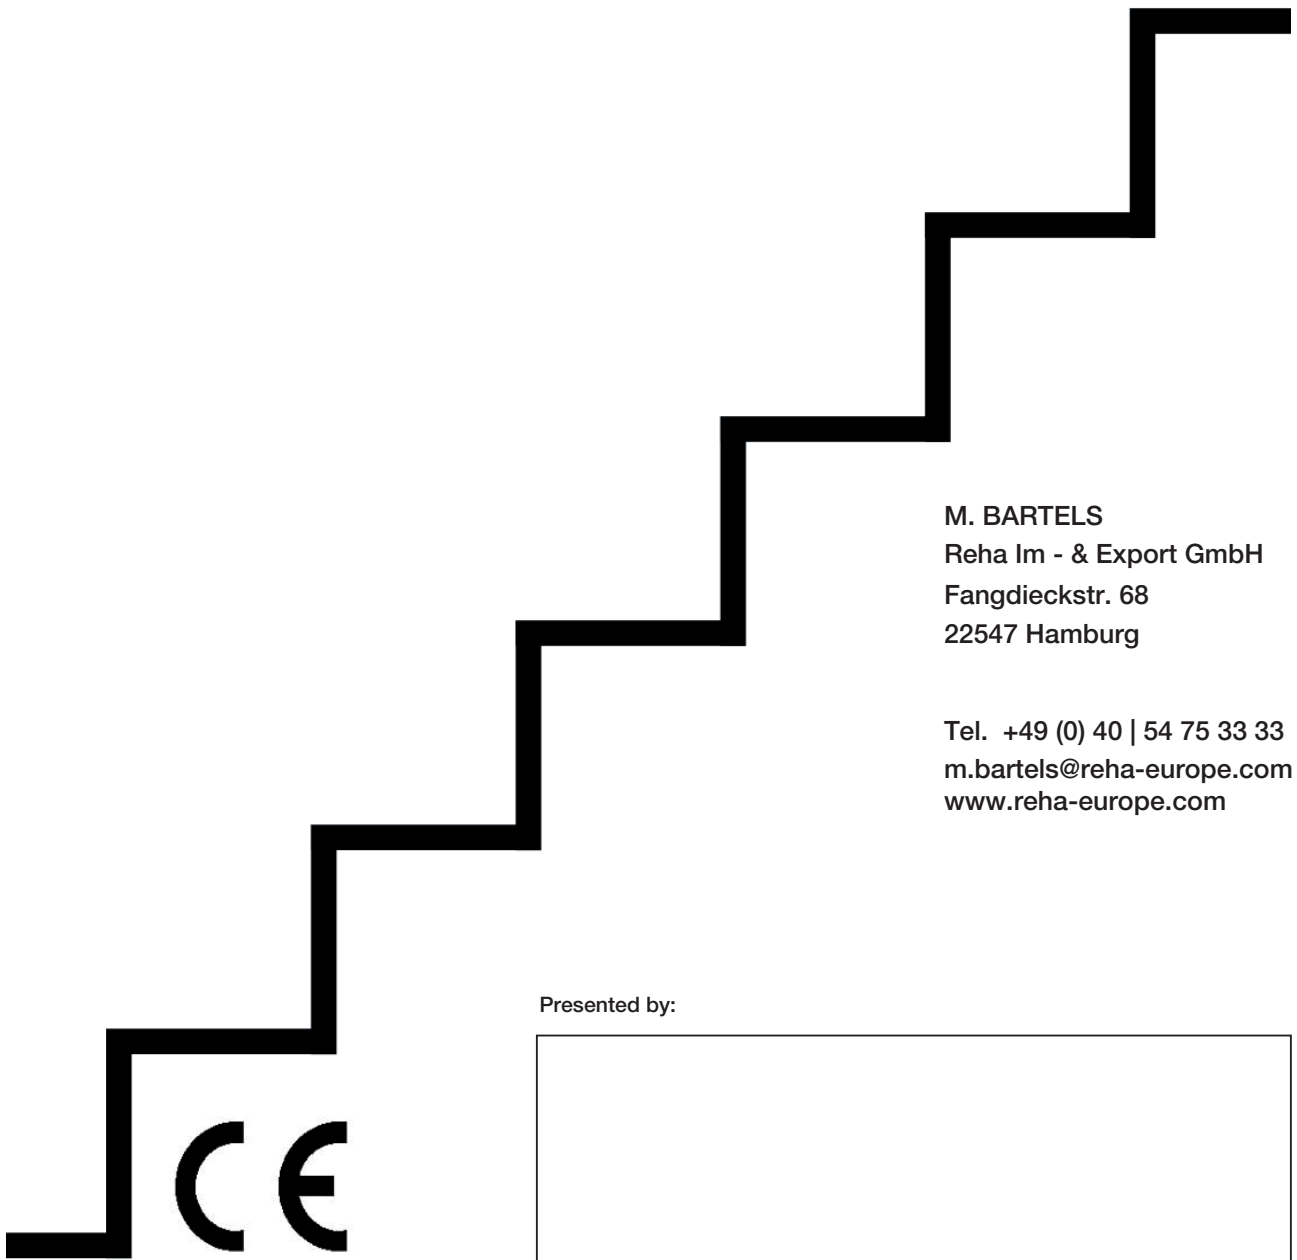 M. BARTELS
Reha Im - & Export GmbH
Fangdieckstr. 68
22547 Hamburg
Tel. +49 (0) 40 | 54 75 33 33
m.bartels@reha-europe.com
www.reha-europe.com
Presented by:
CE